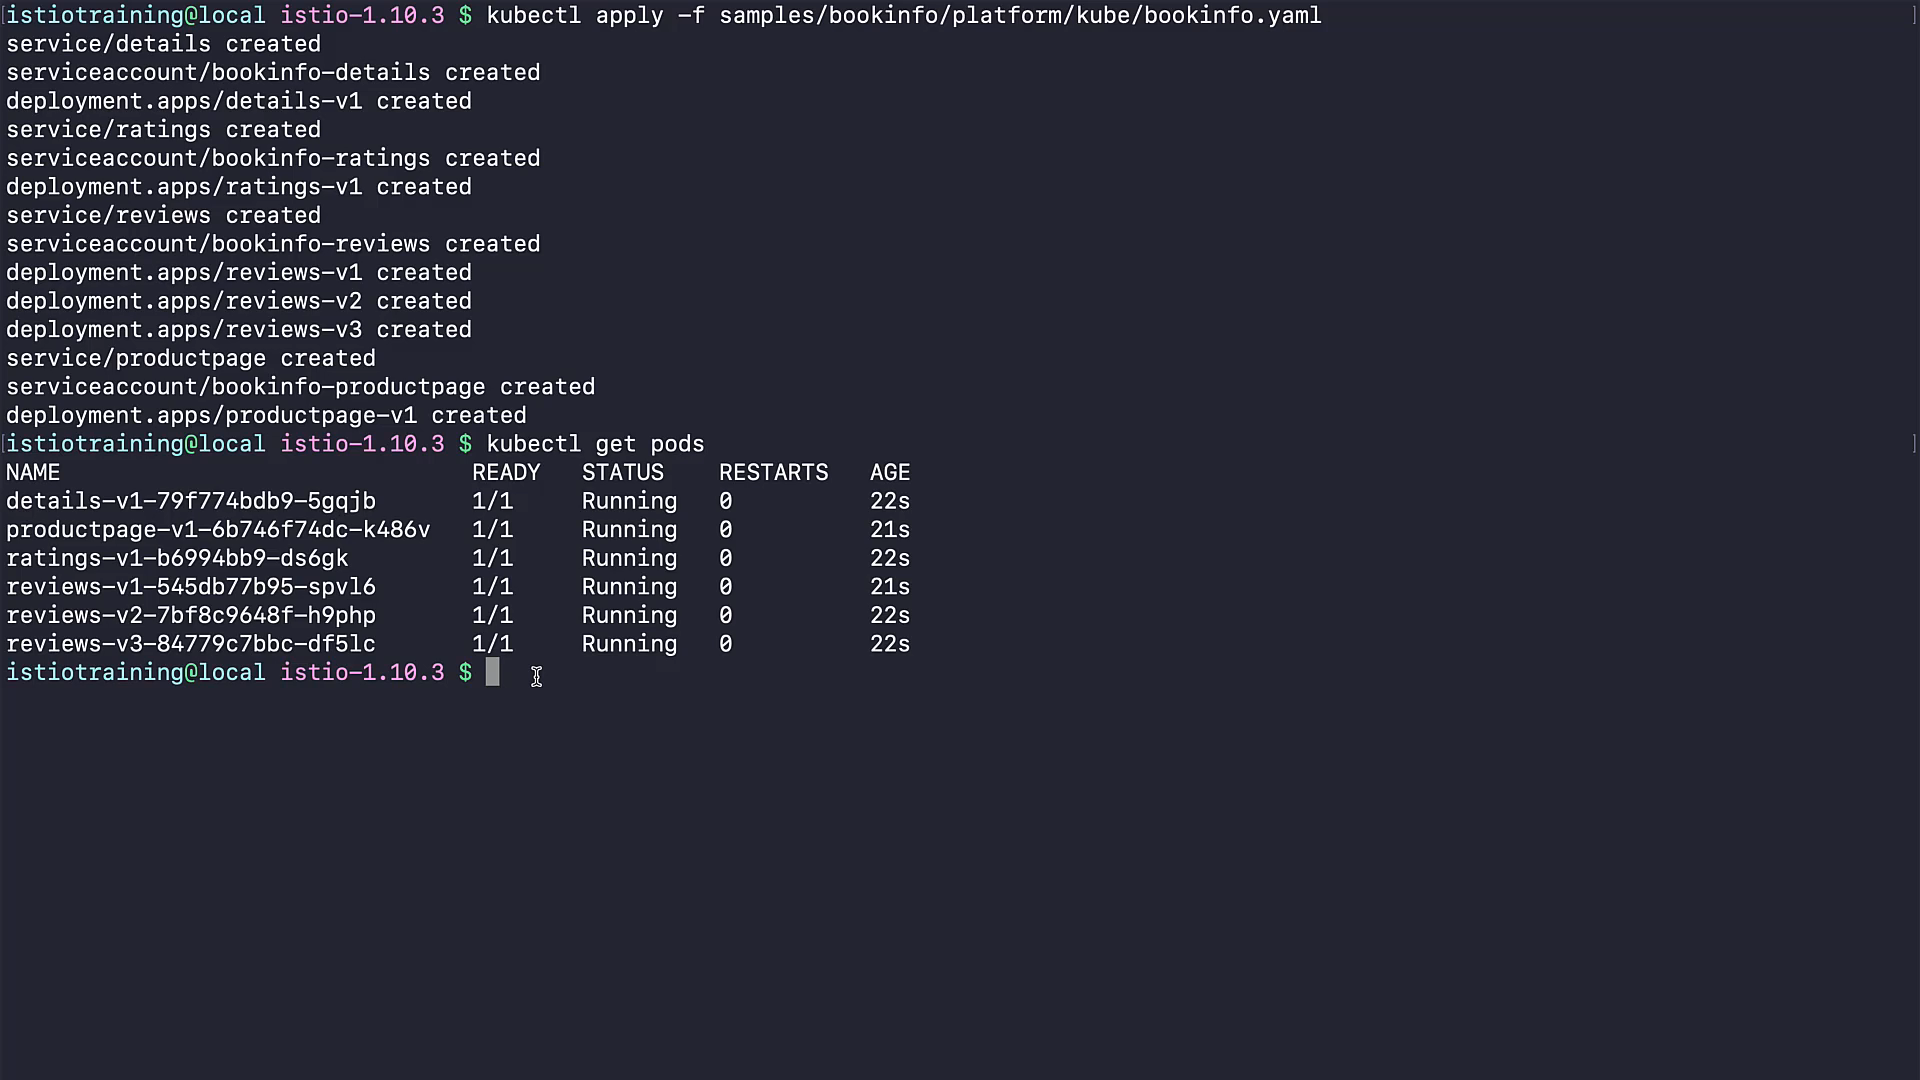 istiotraining@local istio-1.10.3 $ kubectl apply -f samples/bookinfo/platform/kube/bookinfo.yaml
service/details created
serviceaccount/bookinfo-details created
deployment.apps/details-v1 created
service/ratings created
serviceaccount/bookinfo-ratings created
deployment.apps/ratings-v1 created
service/reviews created
serviceaccount/bookinfo-reviews created
deployment.apps/reviews-v1 created
deployment.apps/reviews-v2 created
deployment.apps/reviews-v3 created
service/productpage created
serviceaccount/bookinfo-productpage created
deployment.apps/productpage-v1 created
istiotraining@local istio-1.10.3 $ kubectl get pods
NAME READY STATUS RESTARTS AGE
details-v1-79f774bdb9-5gqjb 1/1 Running 0 22s
productpage-v1-6b746f74dc-k486v 1/1 Running 0 21s
ratings-v1-b6994bb9-ds6gk 1/1 Running 0 22s
reviews-v1-545db77b95-spvl6 1/1 Running 0 21s
reviews-v2-7bf8c9648f-h9php 1/1 Running 0 22s
reviews-v3-84779c7bbc-df5lc 1/1 Running 0 22s
istiotraining@local istio-1.10.3 $